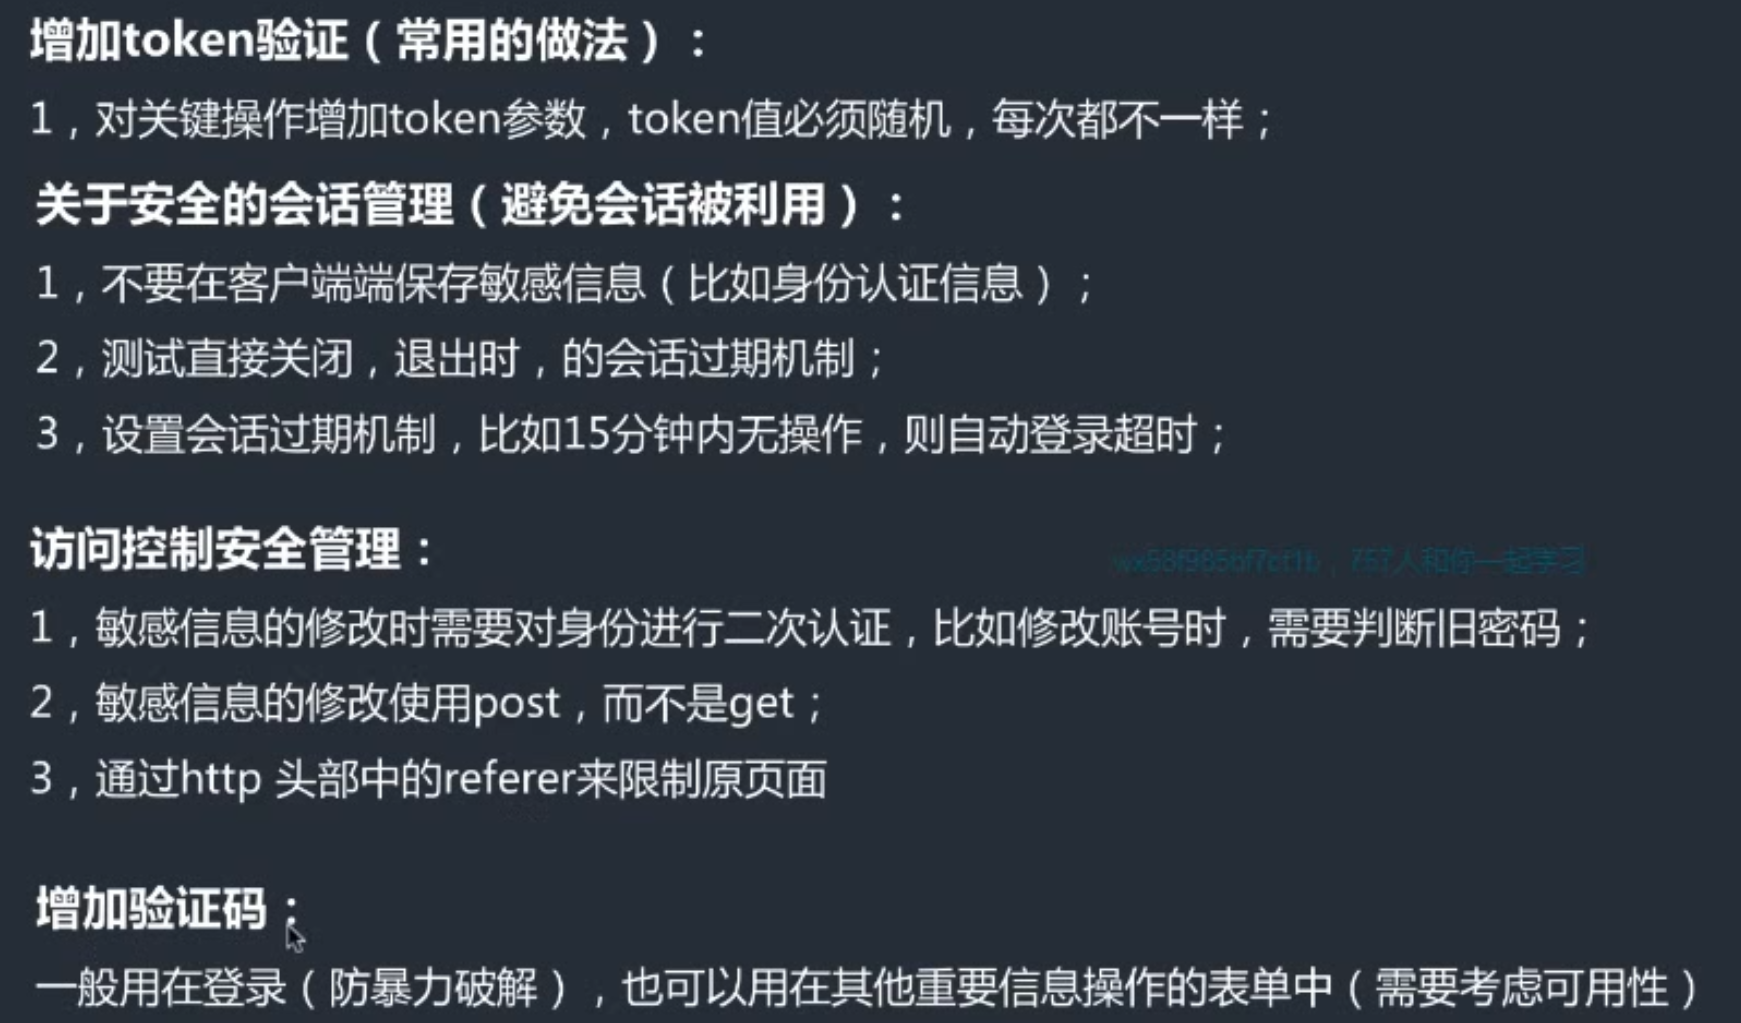 增加token验证（常用的做法）：
1，对关键操作增加token参数，token值必须随机，每次都不一样；
关于安全的会话管理（避免会话被利用）：
1，不要在客户端端保存敏感信息（比如身份认证信息）；
2，测试直接关闭，退出时，的会话过期机制；
3，设置会话过期机制，比如15分钟内无操作，则自动登录超时；
访问控制安全管理：
人和你一起学习
1，敏感信息的修改时需要对身份进行二次认证，比如修改账号时，需要判断旧密码；
2，敏感信息的修改使用post，而不是get；
3，通过http 头部中的referer来限制原页面
增加验证码：
一般用在登录（防暴力破解），也可以用在其他重要信息操作的表单中（需要考虑可用性）